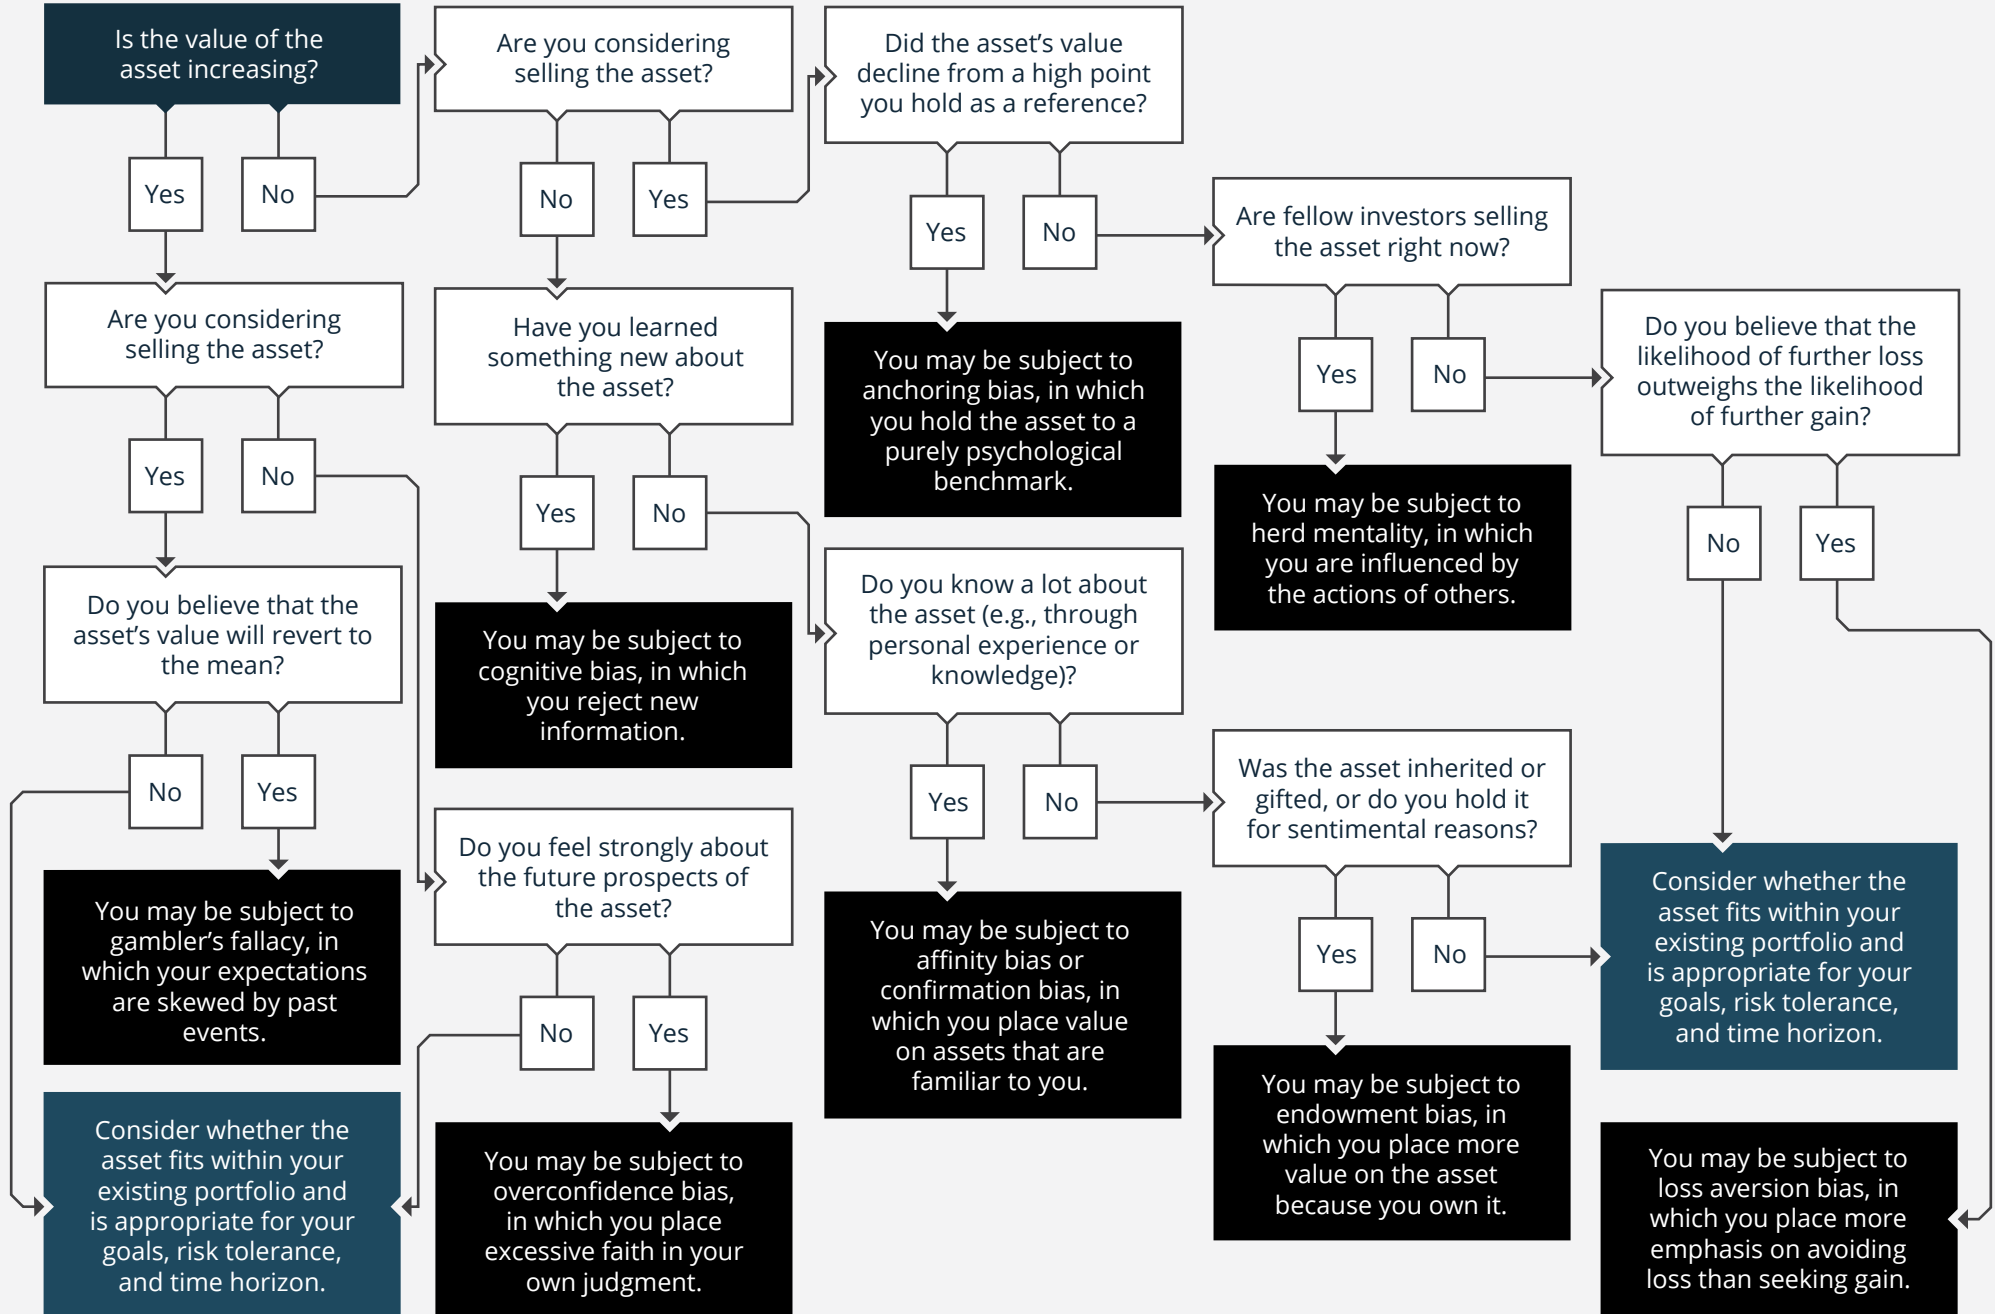 Is the value of the
asset increasing?
Yes
No
Are you considering
selling the asset?
Yes
No
Do you believe that the
asset’s value will revert to
the mean?
No
Yes
You may be subject to
gambler’s fallacy, in
which your expectations
are skewed by past
events.
Consider whether the
asset fits within your
existing portfolio and
is appropriate for your
goals, risk tolerance,
and time horizon.
Are you considering
selling the asset?
No
Yes
Have you learned
something new about
the asset?
Yes
No
You may be subject to
cognitive bias, in which
you reject new
information.
Do you feel strongly about
the future prospects of
the asset?
No
Yes
You may be subject to
overconfidence bias,
in which you place
excessive faith in your
own judgment.
Did the asset’s value
decline from a high point
you hold as a reference?
Yes
No
You may be subject to
anchoring bias, in which
you hold the asset to a
purely psychological
benchmark.
Do you know a lot about
the asset (e.g., through
personal experience or
knowledge)?
Yes
No
You may be subject to
affinity bias or
confirmation bias, in
which you place value
on assets that are
familiar to you.
Are fellow investors selling
the asset right now?
Yes
No
You may be subject to
herd mentality, in which
you are influenced by
the actions of others.
Was the asset inherited or
gifted, or do you hold it
for sentimental reasons?
Yes
No
You may be subject to
endowment bias, in
which you place more
value on the asset
because you own it.
Do you believe that the
likelihood of further loss
outweighs the likelihood
of further gain?
No
Yes
Consider whether the
asset fits within your
existing portfolio and
is appropriate for your
goals, risk tolerance,
and time horizon.
You may be subject to
loss aversion bias, in
which you place more
emphasis on avoiding
loss than seeking gain.